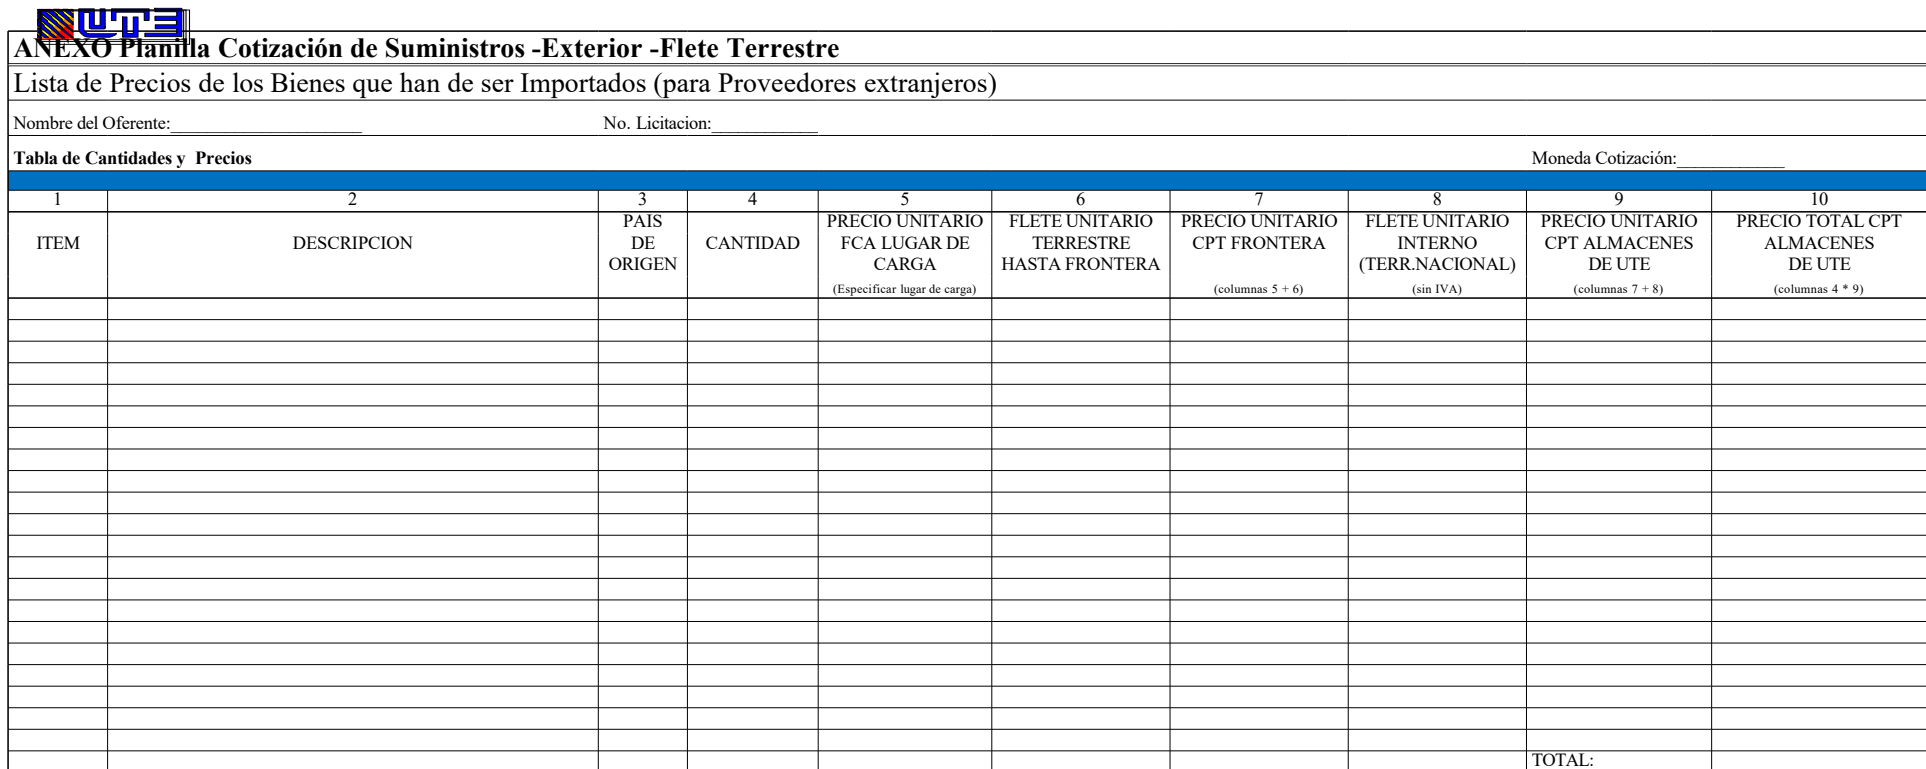 UTE
ANEXO Planilla Cotización de Suministros -Exterior -Flete Terrestre
Lista de Precios de los Bienes que han de ser Importados (para Proveedores extranjeros)
Nombre del Oferente:_____________________ No. Licitacion:____________
Tabla de Cantidades y Precios Moneda Cotización:____________
1 2 3 4 5 6 7 8 9 10
PAIS PRECIO UNITARIO FLETE UNITARIO PRECIO UNITARIO FLETE UNITARIO PRECIO UNITARIO PRECIO TOTAL CPT
ITEM DESCRIPCION DE CANTIDAD FCA LUGAR DE TERRESTRE CPT FRONTERA INTERNO CPT ALMACENES ALMACENES
ORIGEN CARGA HASTA FRONTERA (TERR.NACIONAL) DE UTE DE UTE
(Especificar lugar de carga) (columnas 5 + 6) (sin IVA) (columnas 7 + 8) (columnas 4 * 9)
TOTAL: